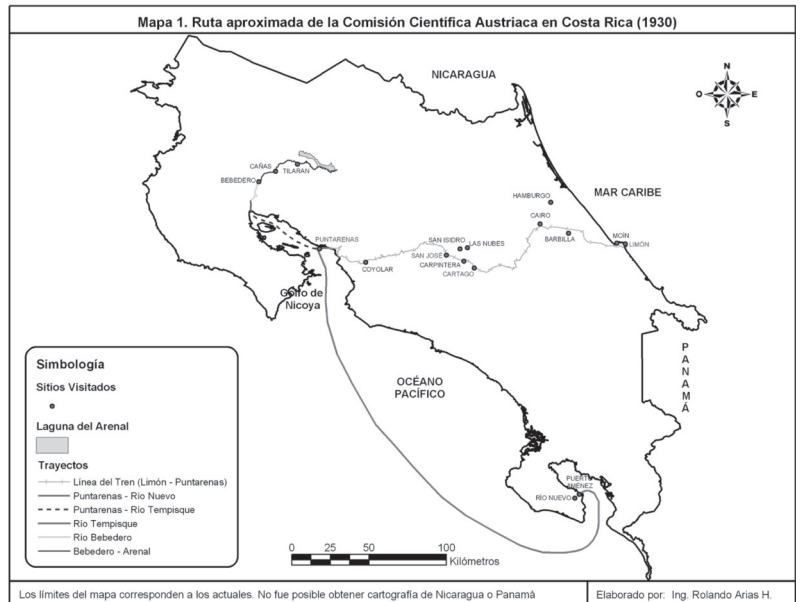 Mapa 1. Ruta aproximada de la Comisión Científica Austriaca en Costa Rica (1930)
NICARAGUA
N
O
E
S
CAÑAS
TILARAN
BEBEDERO
HAMBURGO
MAR CARIBE
CAIRO
BARBILLA
MOÍN
LIMÓN
PUNTARENAS
SAN ISIDRO
LAS NUBES
SAN JOSÉ
COYOLAR
CARPINTERA
CARTAGO
Golfo de
Nicoya
PANAMÁ
OCÉANO
PACÍFICO
PUERTO
JIMÉNEZ
RÍO NUEVO
Simbología
Sitios Visitados
Laguna del Arenal
Trayectos
Línea del Tren (Limón - Puntarenas)
Puntarenas - Río Nuevo
Puntarenas - Río Tempisque
Río Tempisque
Río Bebedero
Bebedero - Arenal
0 25 50 100
Kilómetros
Los límites del mapa corresponden a los actuales. No fue posible obtener cartografía de Nicaragua o Panamá
Elaborado por: Ing. Rolando Arias H.